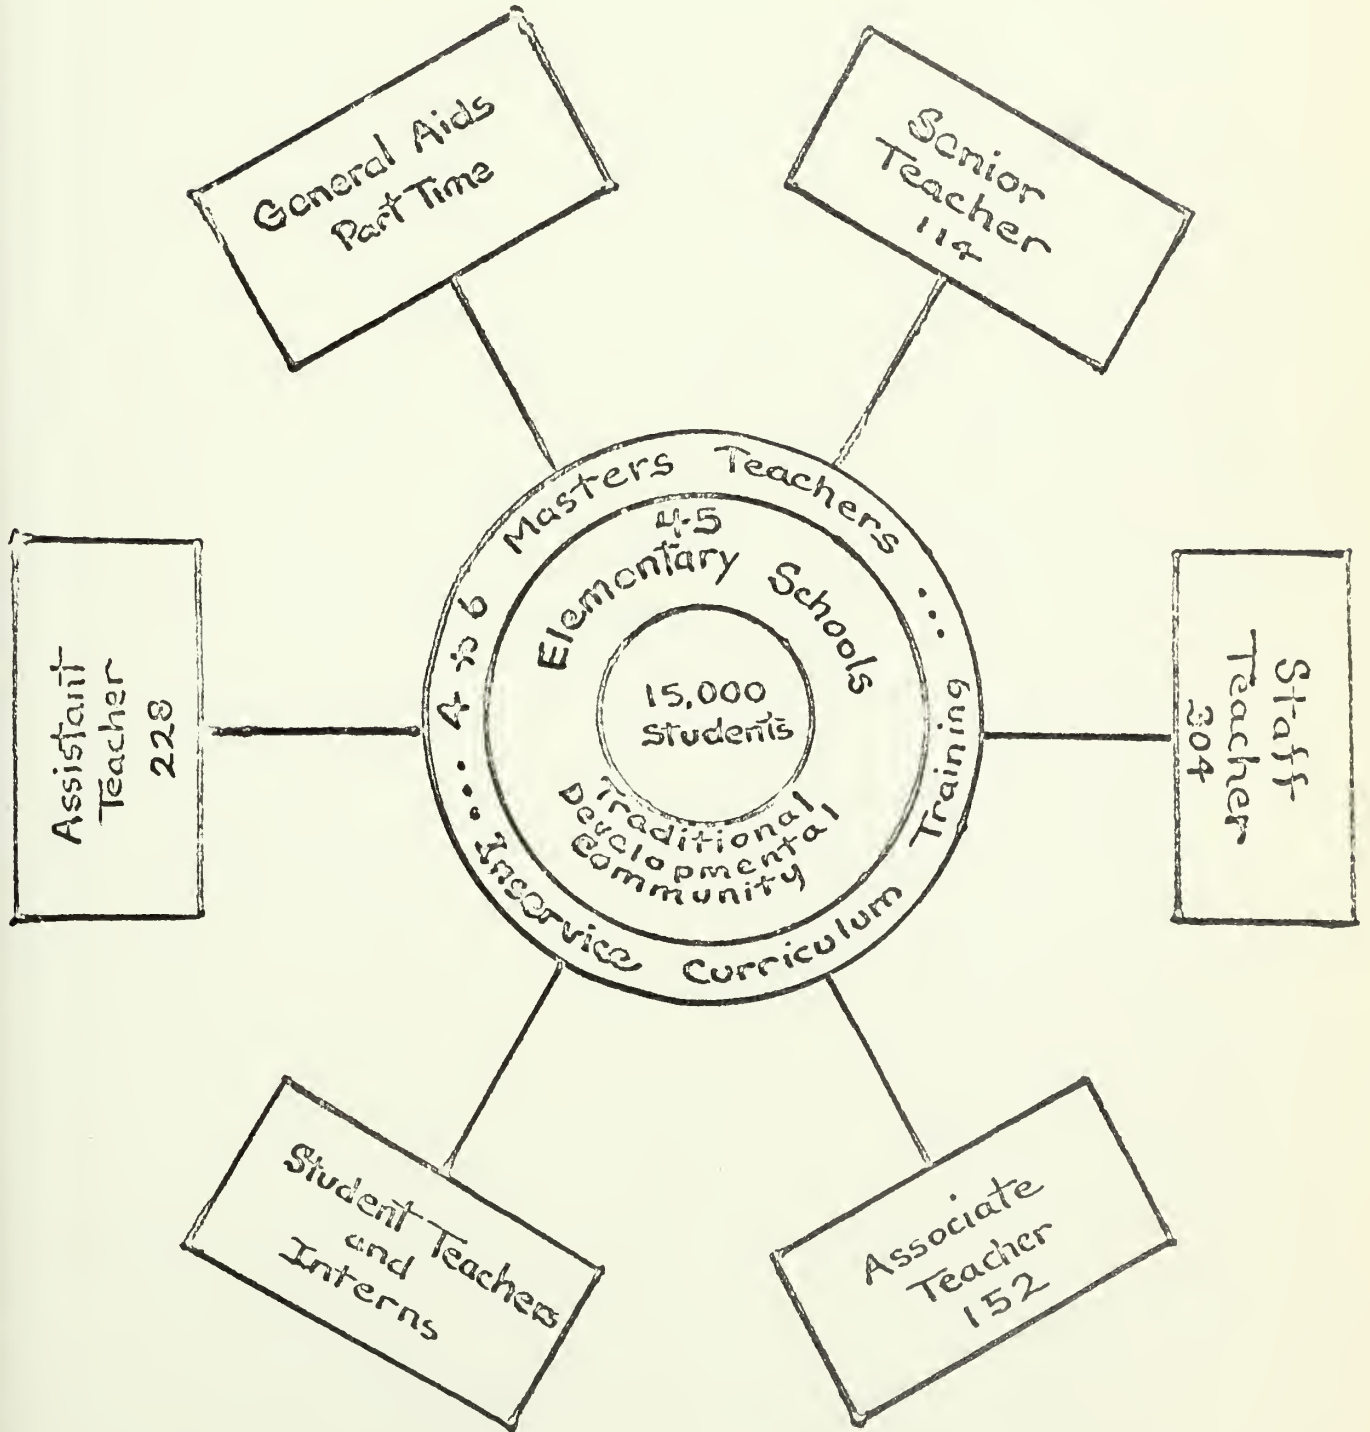 General Aids
Part Time
Senior
Teacher
114
Staff
Teacher
304
Associate
Teacher
152
Student Teachers
and
Interns
Assistant
Teacher
228
4 to 6 Masters Teachers ...
Inservice Curriculum Training ...
45
Elementary Schools
15,000
Students
Traditional
Developmental
Community